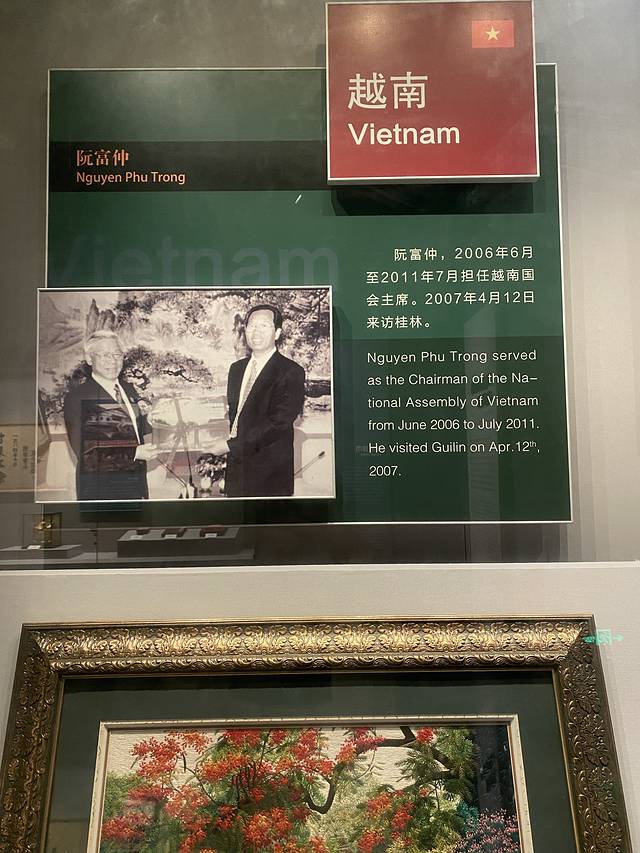 越南
Vietnam
阮富仲
Nguyen Phu Trong
Vietnam
阮富仲，2006年6月
至2011年7月担任越南国
会主席。2007年4月12日
来访桂林。
Nguyen Phu Trong served
as the Chairman of the Na–
tional Assembly of Vietnam
from June 2006 to July 2011.
He visited Guilin on Apr.12th,
2007.